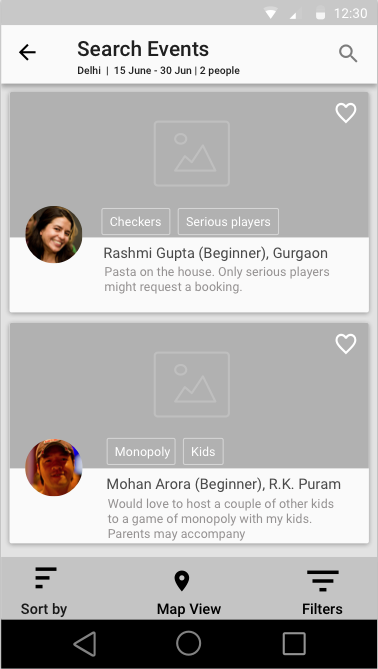 12:30
Search Events
Delhi | 15 June - 30 Jun | 2 people
Checkers
Serious players
Rashmi Gupta (Beginner), Gurgaon
Pasta on the house. Only serious players
might request a booking.
Monopoly
Kids
Mohan Arora (Beginner), R.K. Puram
Would love to host a couple of other kids
to a game of monopoly with my kids.
Parents may accompany
Sort by
Map View
Filters